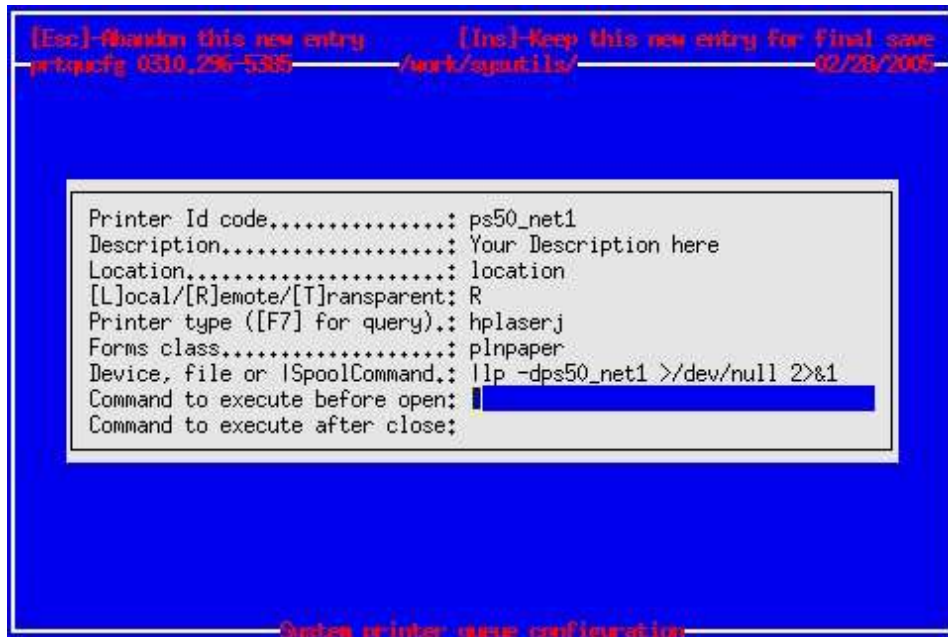 [Esc]-Abandon this new entry [Ins]-Keep this new entry for final save
prtqucfg 0310,296-5385 /work/sysutils/ 02/28/2005
Printer Id code................: ps50_net1
Description....................: Your Description here
Location.......................: location
[L]ocal/[R]emote/[T]ransparent: R
Printer type ([F7] for query).: hplaserj
Forms class....................: plnpaper
Device, file or |SpoolCommand.: |lp -dps50_net1 >/dev/null 2>&1
Command to execute before open:
Command to execute after close:
System printer queue configuration